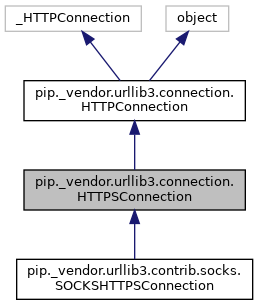 _HTTPConnection
object
pip._vendor.urllib3.connection.
HTTPConnection
pip._vendor.urllib3.connection.
HTTPSConnection
pip._vendor.urllib3.contrib.socks.
SOCKSHTTPSConnection